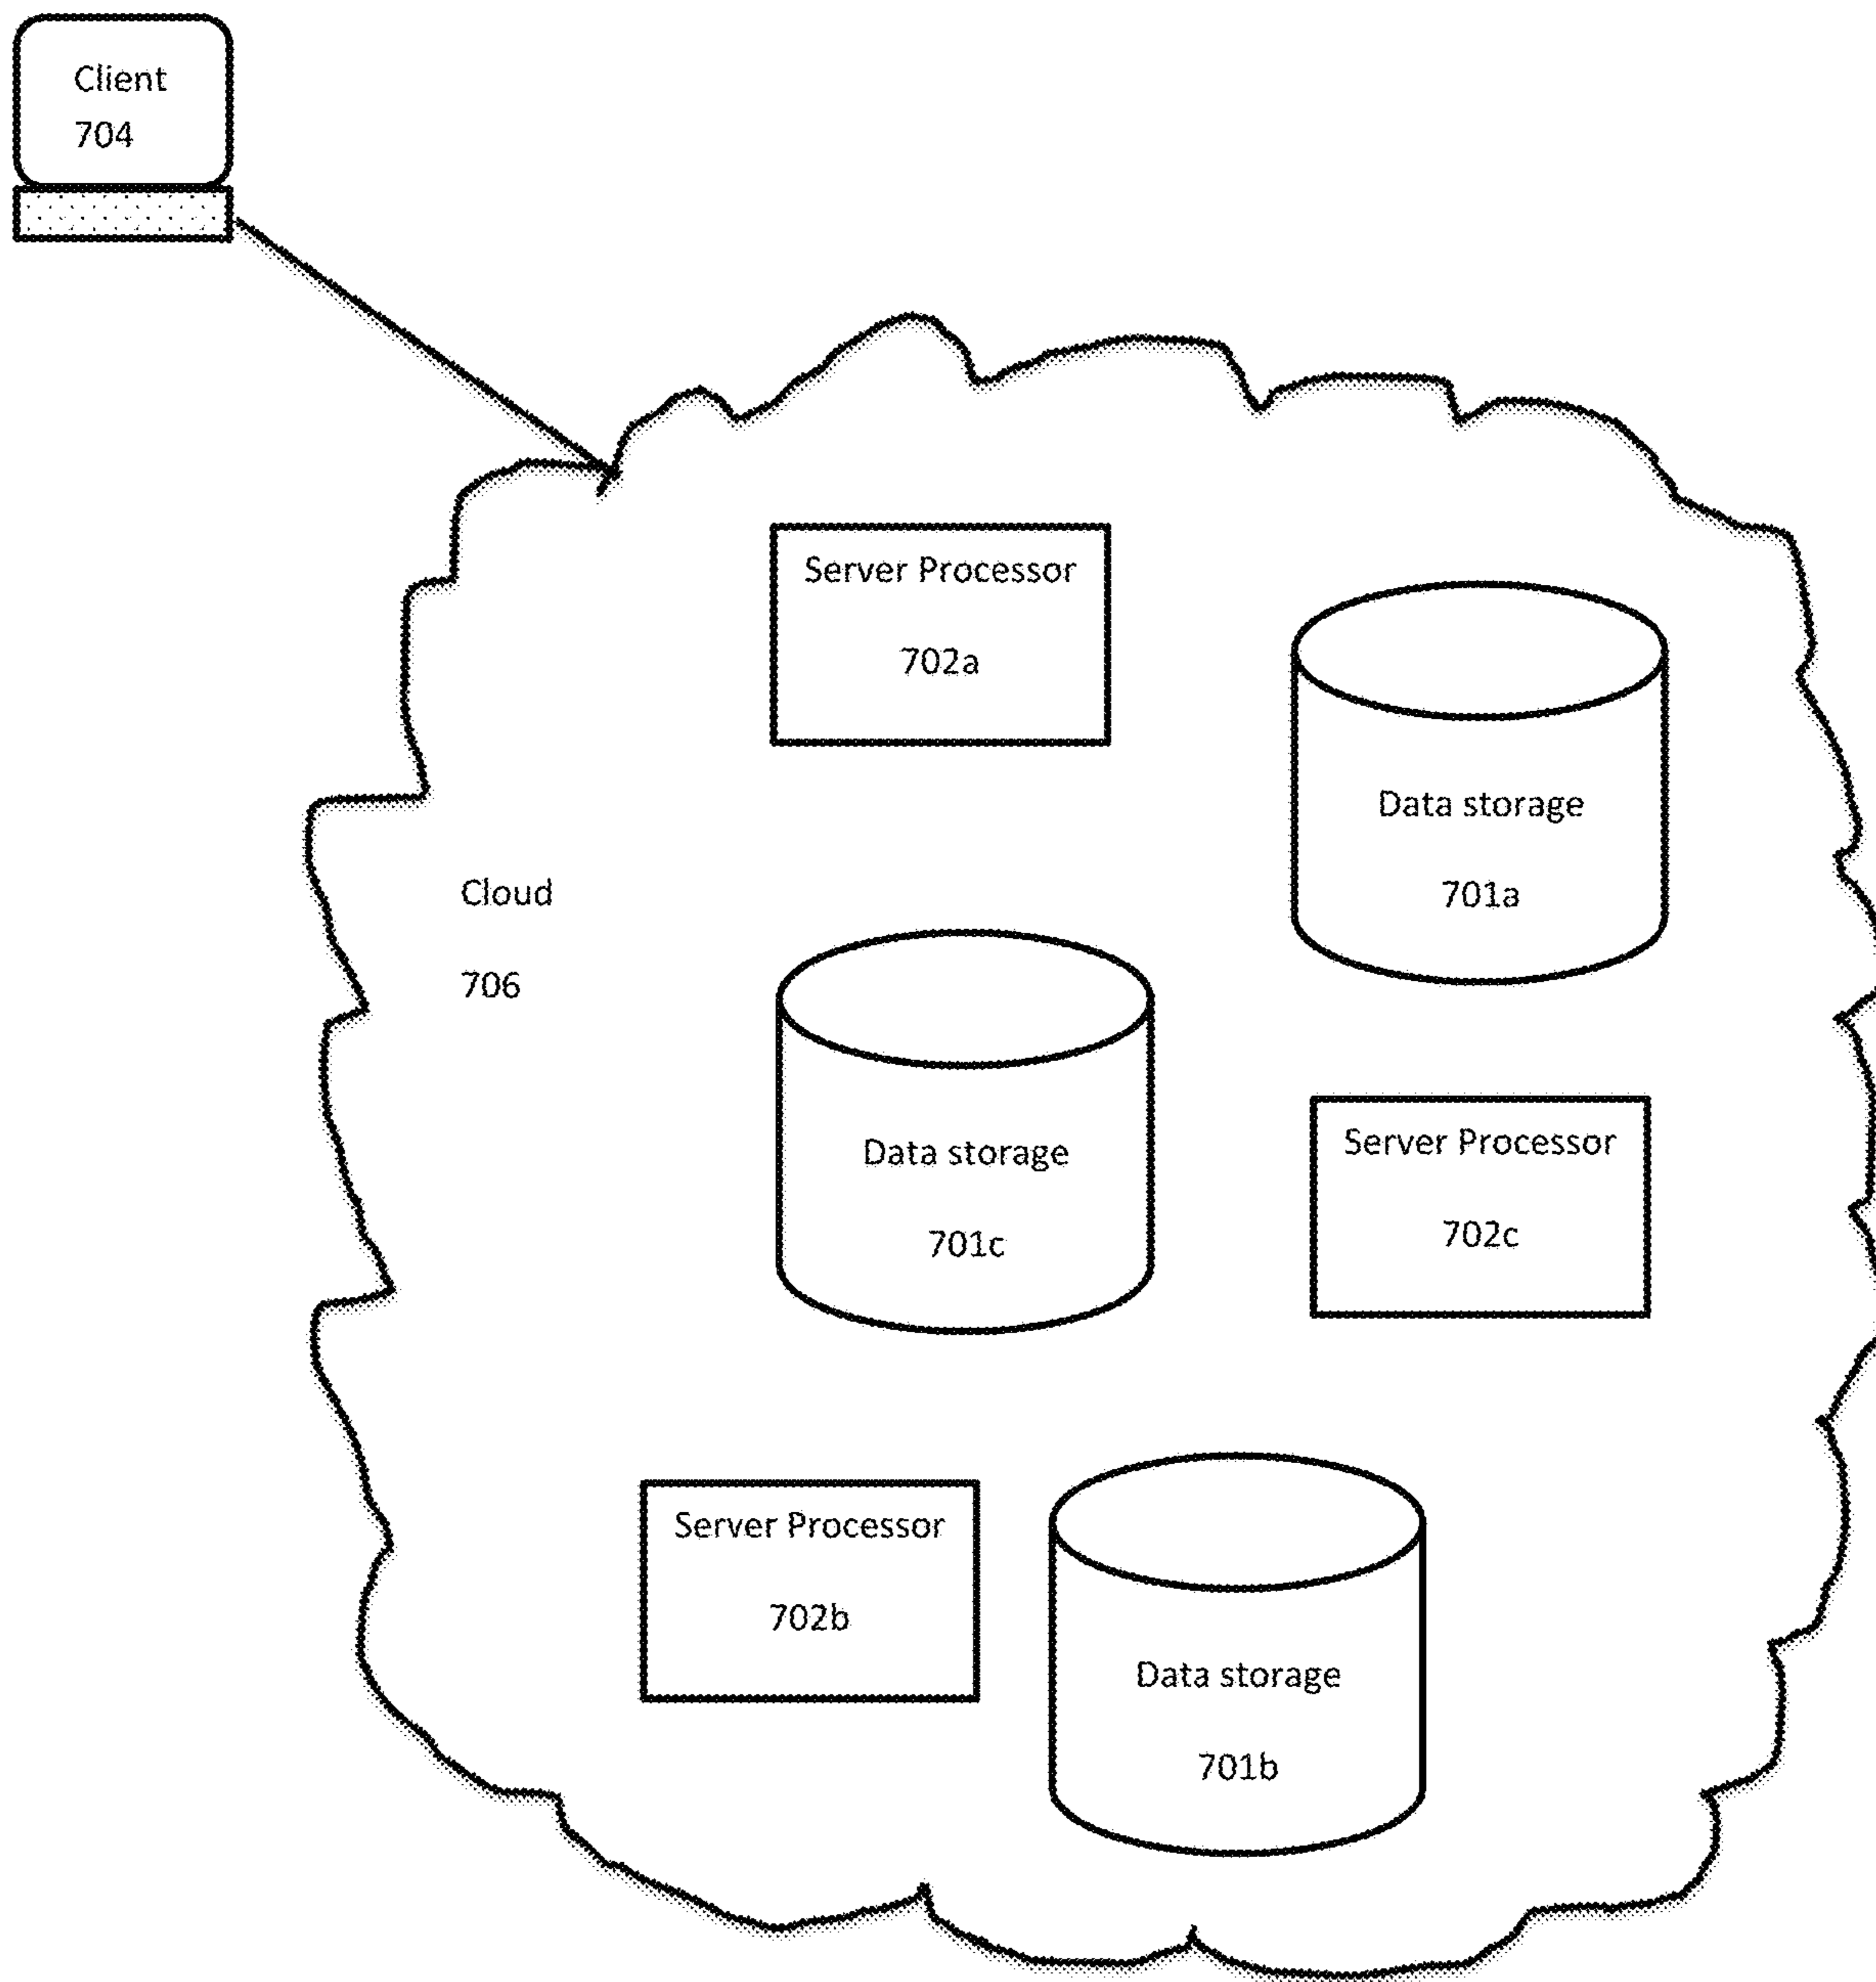 Client
704
Server Processor
702a
Data storage
701a
Cloud
706
Data storage
701c
Server Processor
702c
Server Processor
702b
Data storage
701b